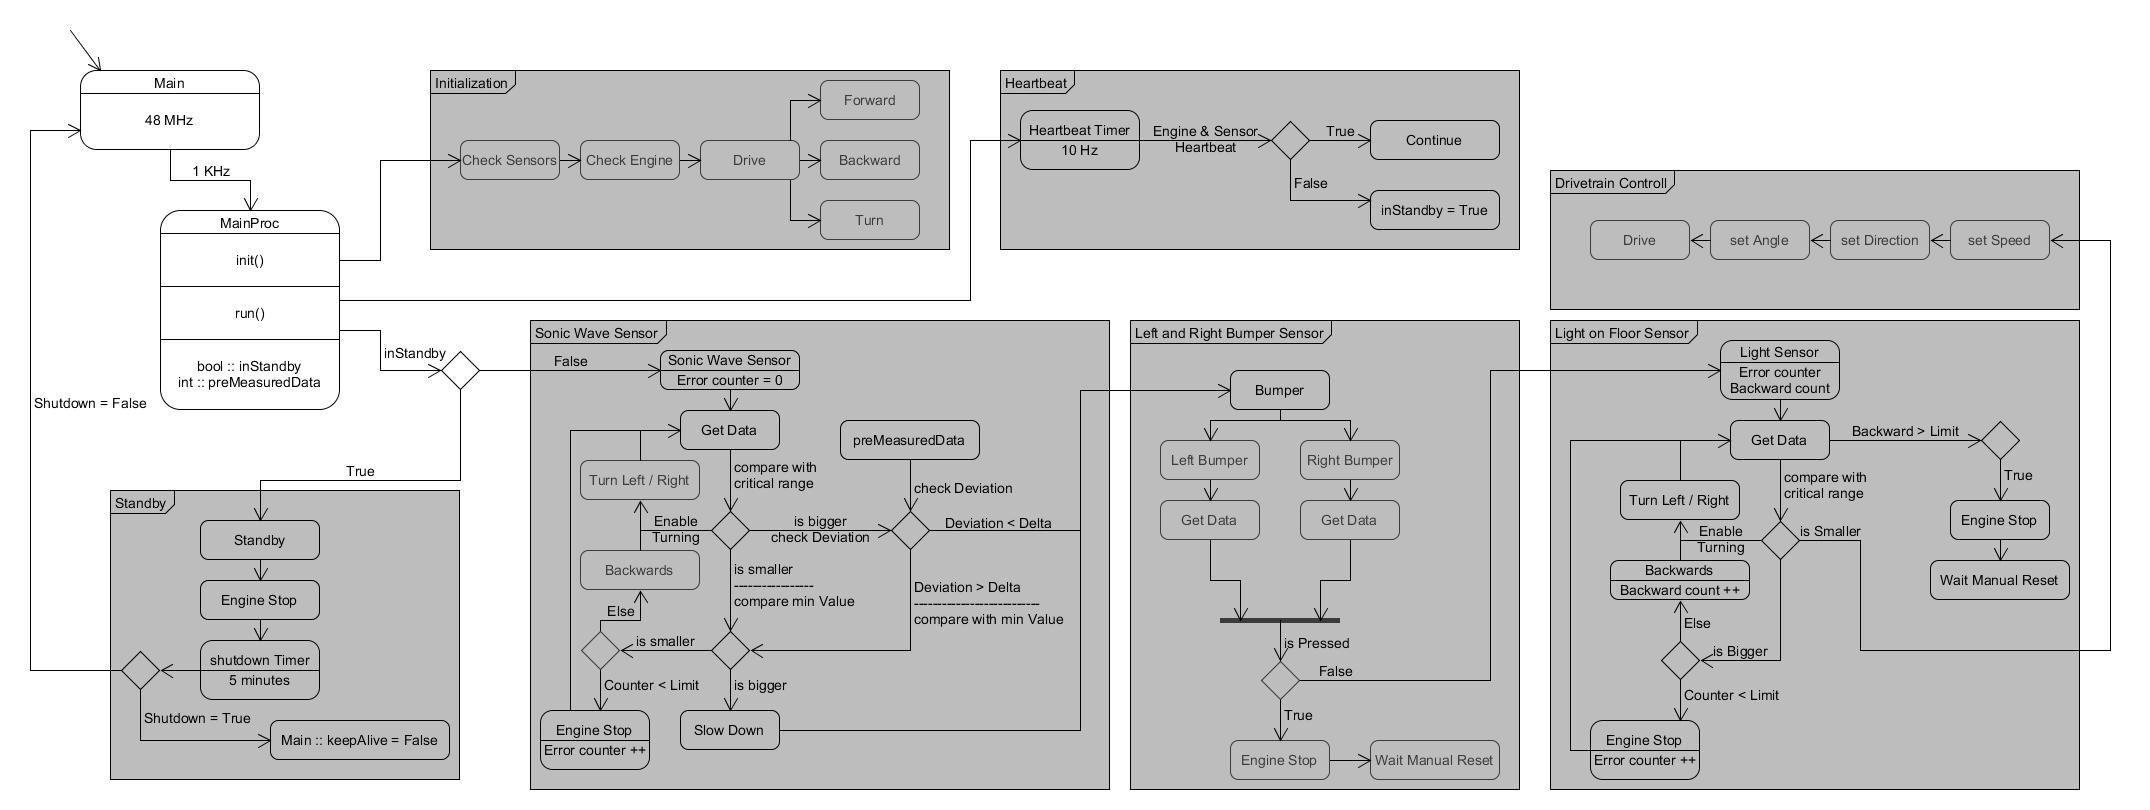 Main
48 MHz
1 KHz
MainProc
init()
run()
bool :: inStandby
int :: preMeasuredData
Shutdown = False
inStandby
True
False
Initialization
Check Sensors
Check Engine
Drive
Forward
Backward
Turn
Heartbeat
Heartbeat Timer
10 Hz
Engine & Sensor
Heartbeat
True
Continue
False
inStandby = True
Drivetrain Controll
Drive
set Angle
set Direction
set Speed
Standby
Standby
Engine Stop
shutdown Timer
5 minutes
Shutdown = True
Main :: keepAlive = False
Sonic Wave Sensor
Sonic Wave Sensor
Error counter = 0
Get Data
preMeasuredData
Turn Left / Right
compare with
critical range
check Deviation
Enable
Turning
is bigger
check Deviation
Deviation < Delta
Backwards
is smaller
-----------------
compare min Value
Deviation > Delta
---------------------------
compare with min Value
Else
is smaller
Counter < Limit
is bigger
Engine Stop
Error counter ++
Slow Down
Left and Right Bumper Sensor
Bumper
Left Bumper
Right Bumper
Get Data
Get Data
is Pressed
False
True
Engine Stop
Wait Manual Reset
Light on Floor Sensor
Light Sensor
Error counter
Backward count
Get Data
Backward > Limit
compare with
critical range
True
Turn Left / Right
Enable
Turning
is Smaller
Engine Stop
Backwards
Backward count ++
Wait Manual Reset
Else
is Bigger
Counter < Limit
Engine Stop
Error counter ++